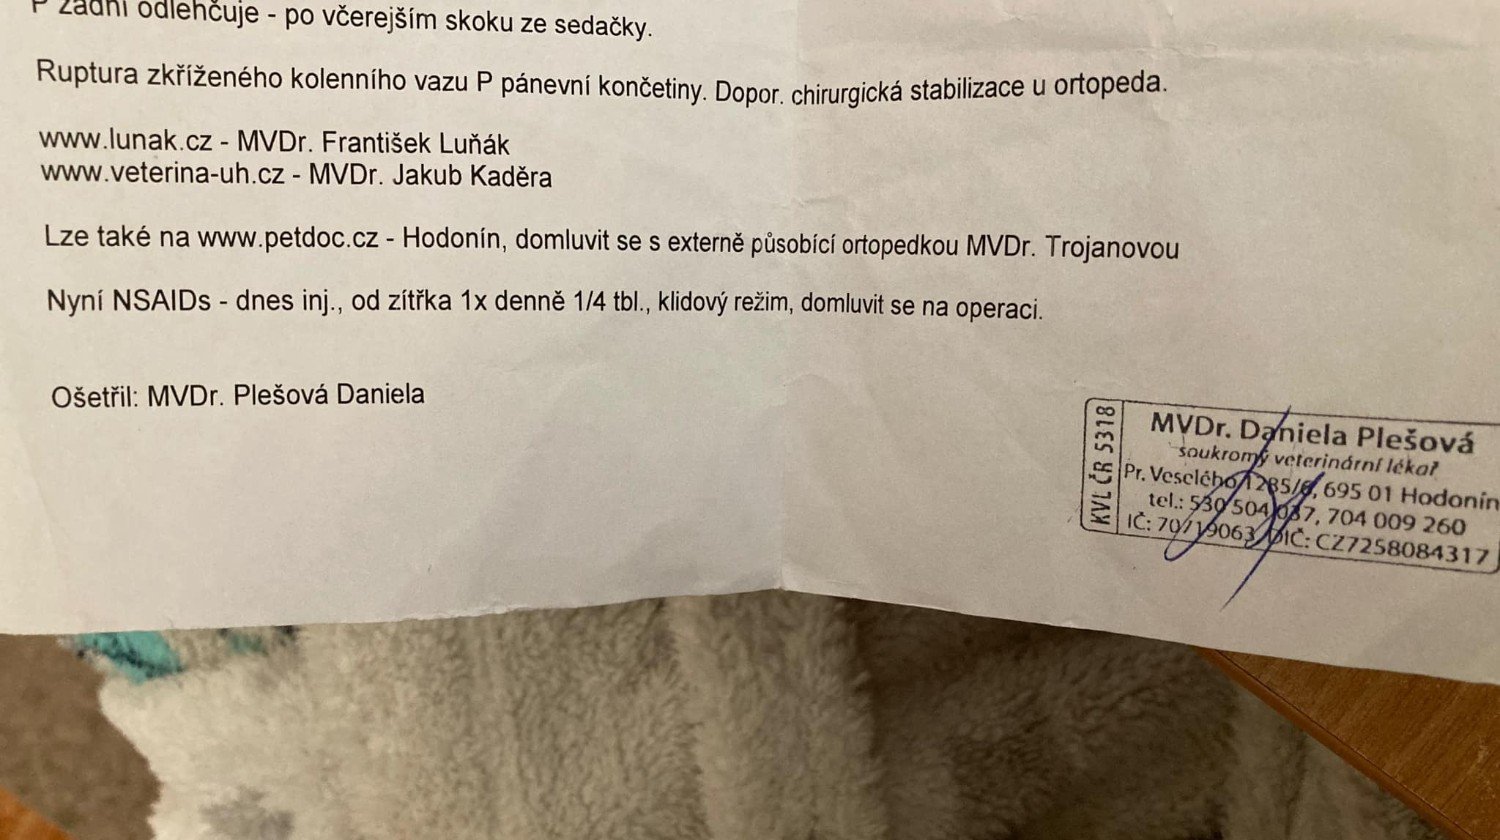 P zadní odlehčuje - po včerejším skoku ze sedačky.
Ruptura zkříženého kolenního vazu P pánevní končetiny. Dopor. chirurgická stabilizace u ortopeda.
www.lunak.cz - MVDr. František Luňák
www.veterina-uh.cz - MVDr. Jakub Kaděra
Lze také na www.petdoc.cz - Hodonín, domluvit se s externě působící ortopedkou MVDr. Trojanovou
Nyní NSAIDs - dnes inj., od zítřka 1x denně 1/4 tbl., klidový režim, domluvit se na operaci.
Ošetřil: MVDr. Plešová Daniela
KVL ČR 5318
MVDr. Daniela Plešová
soukromý veterinární lékař
Pr. Veselého 1285/6, 695 01 Hodonín
tel.: 530 504 037, 704 009 260
IČ: 70719063, DIČ: CZ7258084317